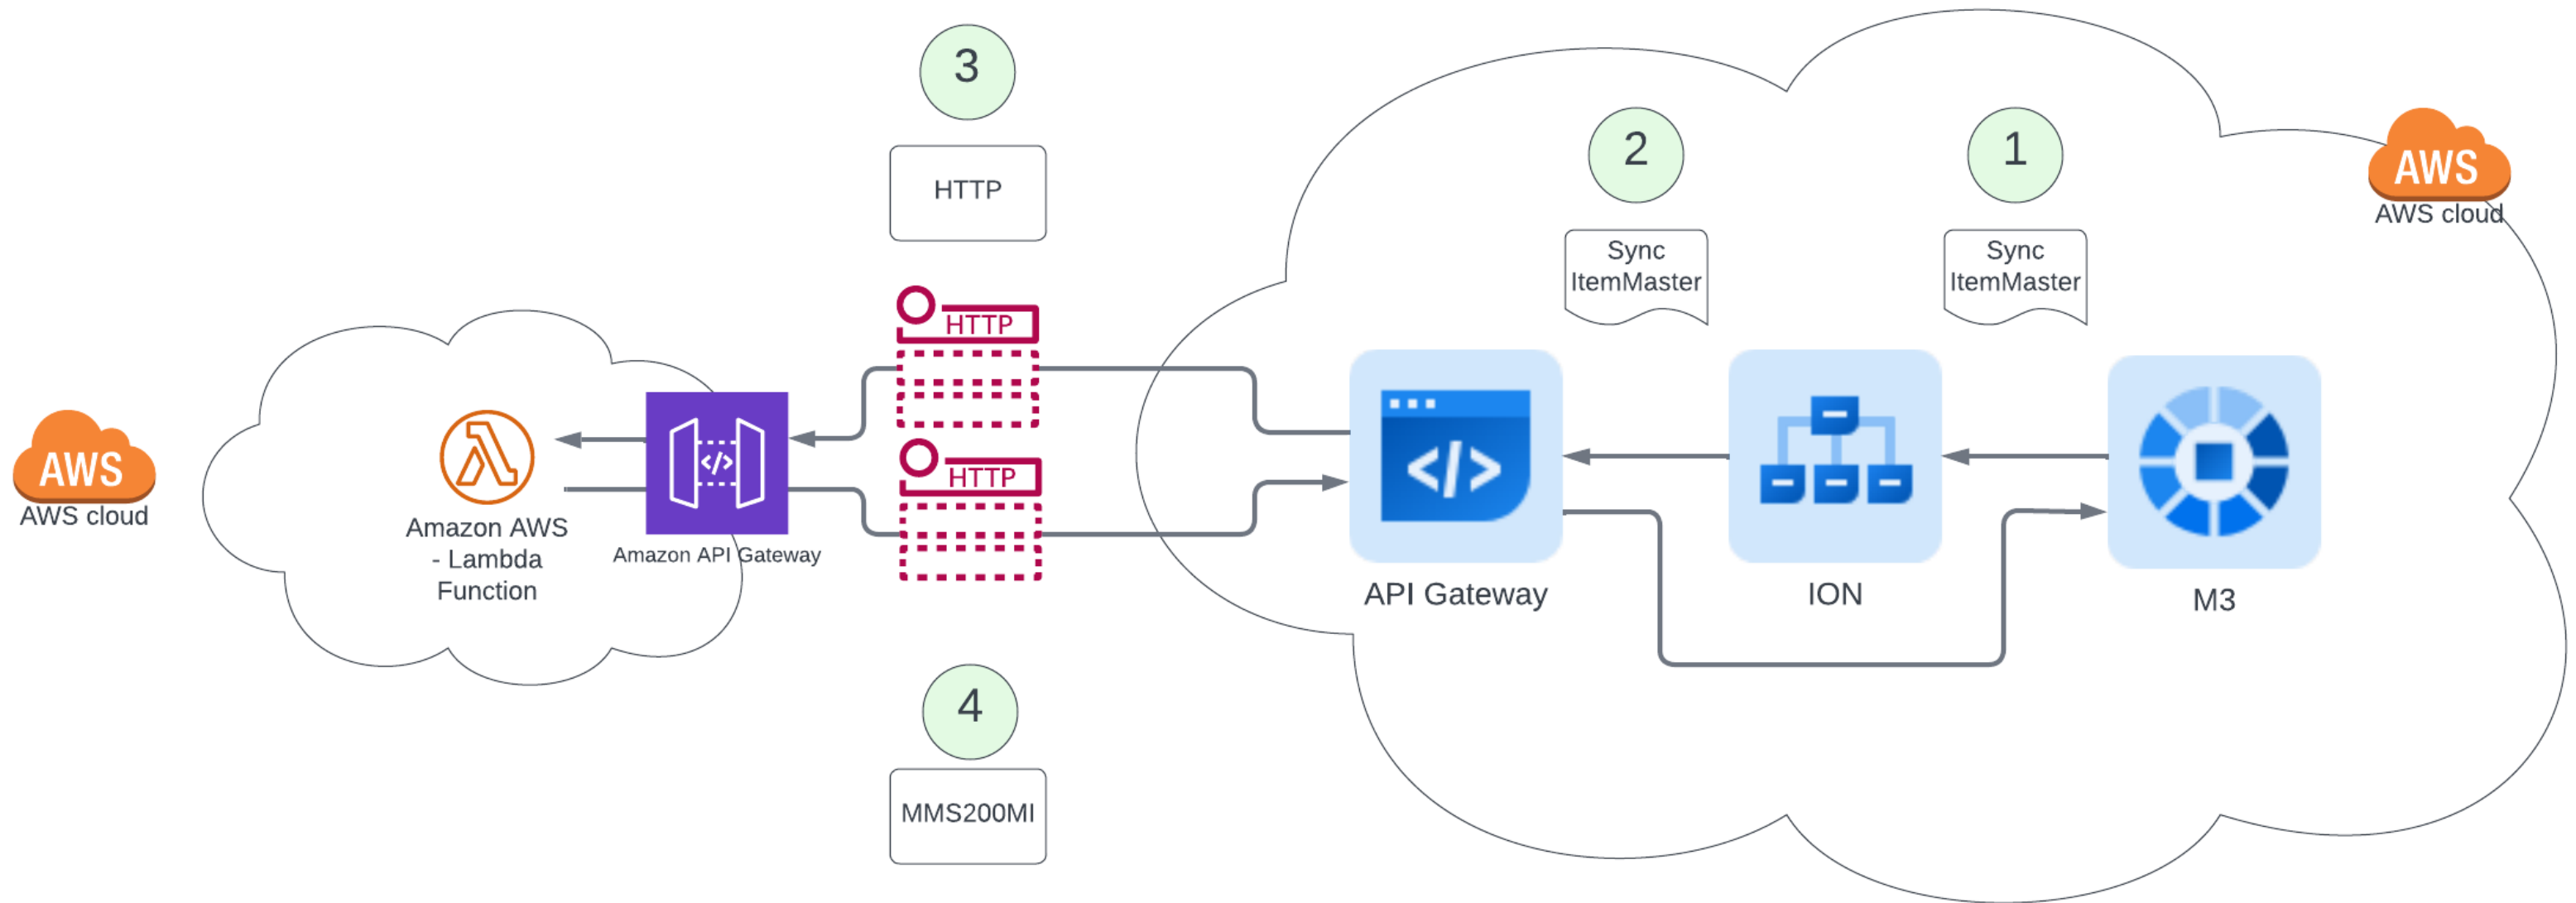 3
HTTP
2
Sync
ItemMaster
1
Sync
ItemMaster
AWS
AWS cloud
HTTP
HTTP
AWS
AWS cloud
Amazon AWS
- Lambda
Function
Amazon API Gateway
</>
</>
API Gateway
ION
M3
4
MMS200MI